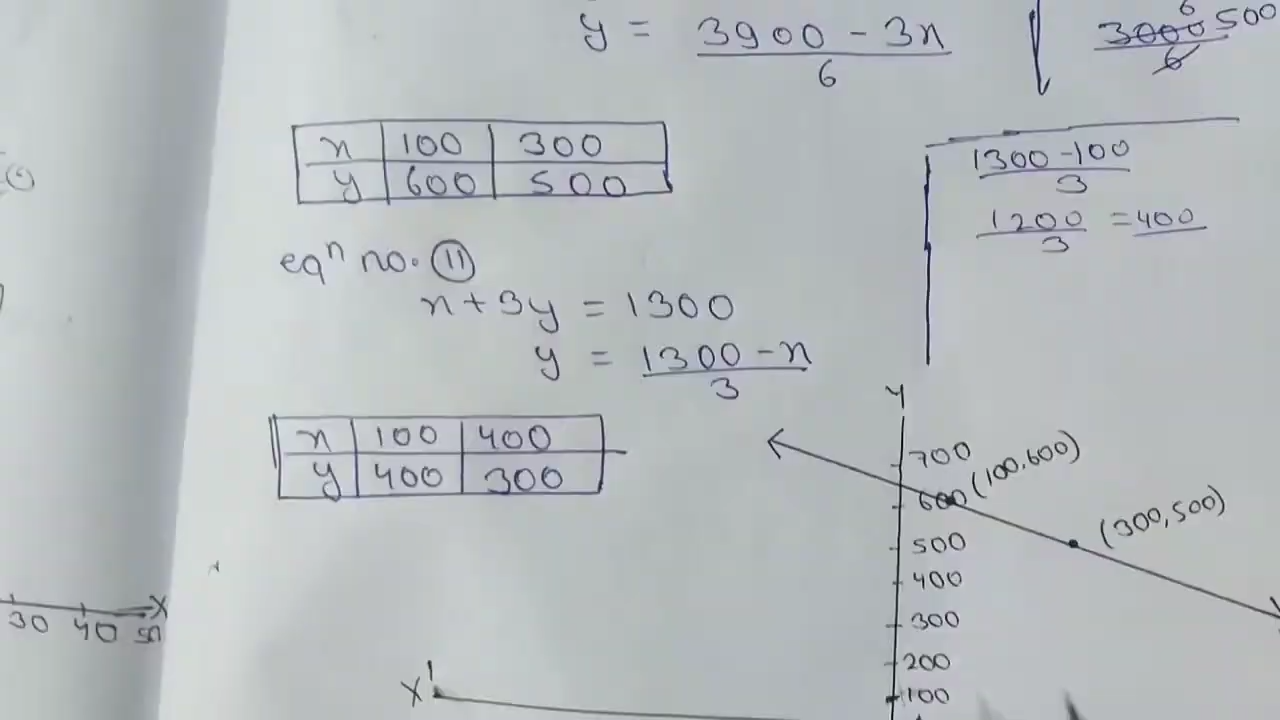 y = 3900 - 3x / 6
3000 / 6 500
6
x 100 300
y 600 500
1300 - 100 / 3
1200 / 3 = 400
eqⁿ no. (11)
x + 3y = 1300
y = 1300 - x / 3
x 100 400
y 400 300
Y
700
600 (100,600)
500 (300,500)
400
300
200
100
X'
X
30 40 50